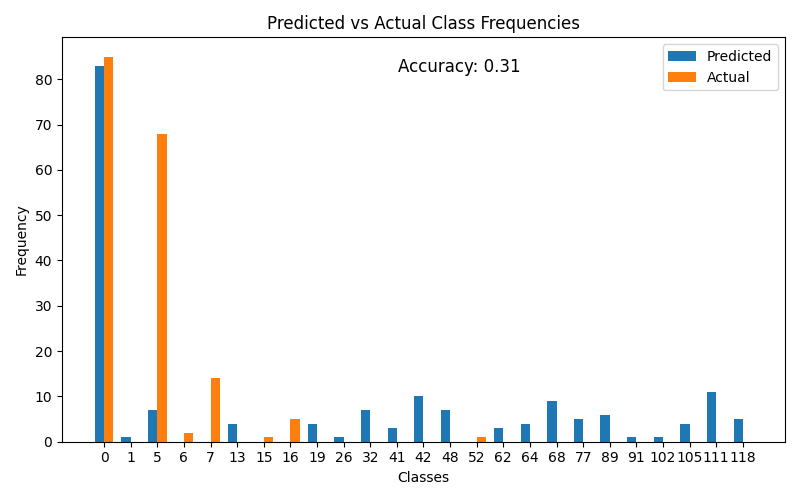 Predicted vs Actual Class Frequencies
Accuracy: 0.31
Predicted
Actual
Frequency
80
70
60
50
40
30
20
10
0
0 1 5 6 7 13 15 16 19 26 32 41 42 48 52 62 64 68 77 89 91 102 105 111 118
Classes